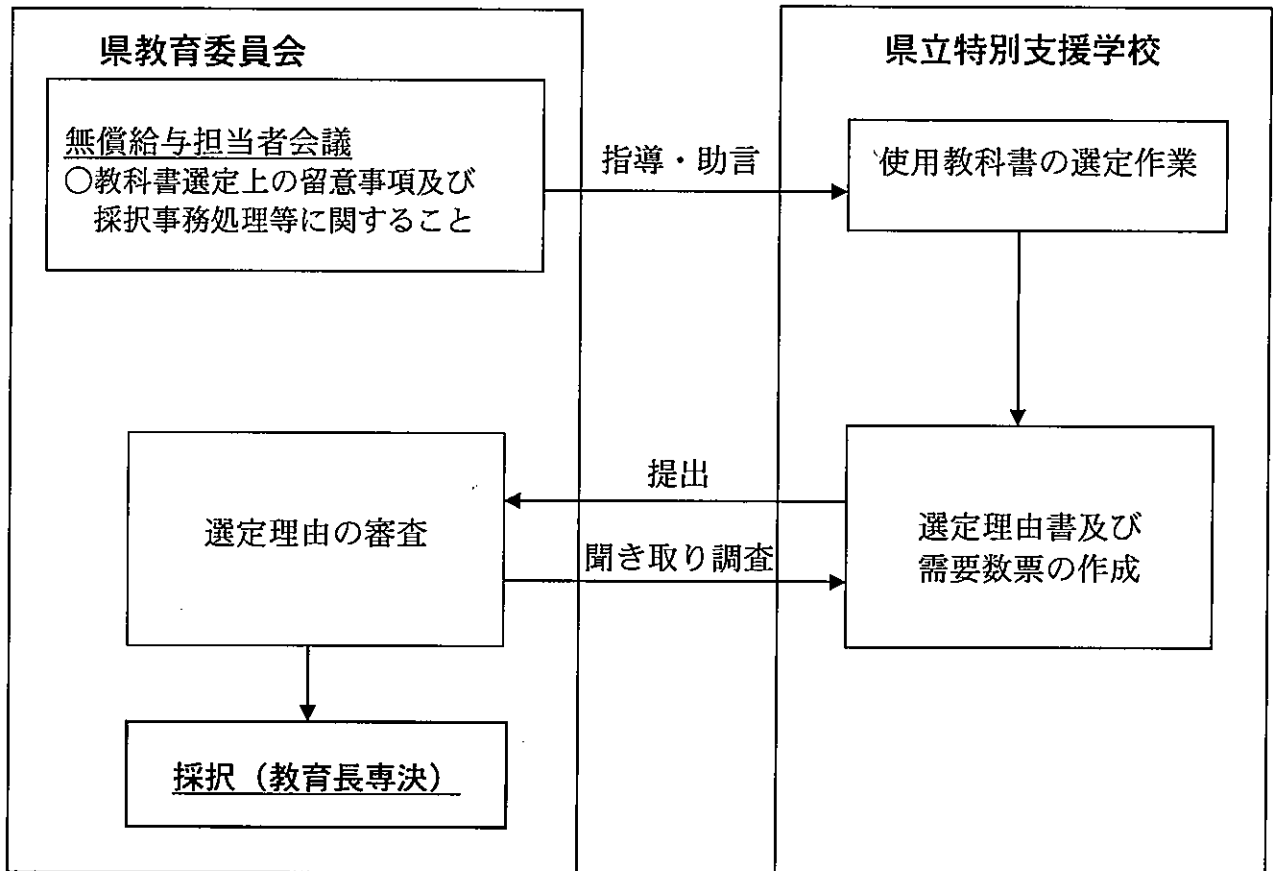 県教育委員会
無償給与担当者会議
○教科書選定上の留意事項及び
採択事務処理等に関すること
指導・助言
県立特別支援学校
使用教科書の選定作業
選定理由書及び
需要数票の作成
提出
聞き取り調査
選定理由の審査
採択（教育長専決）